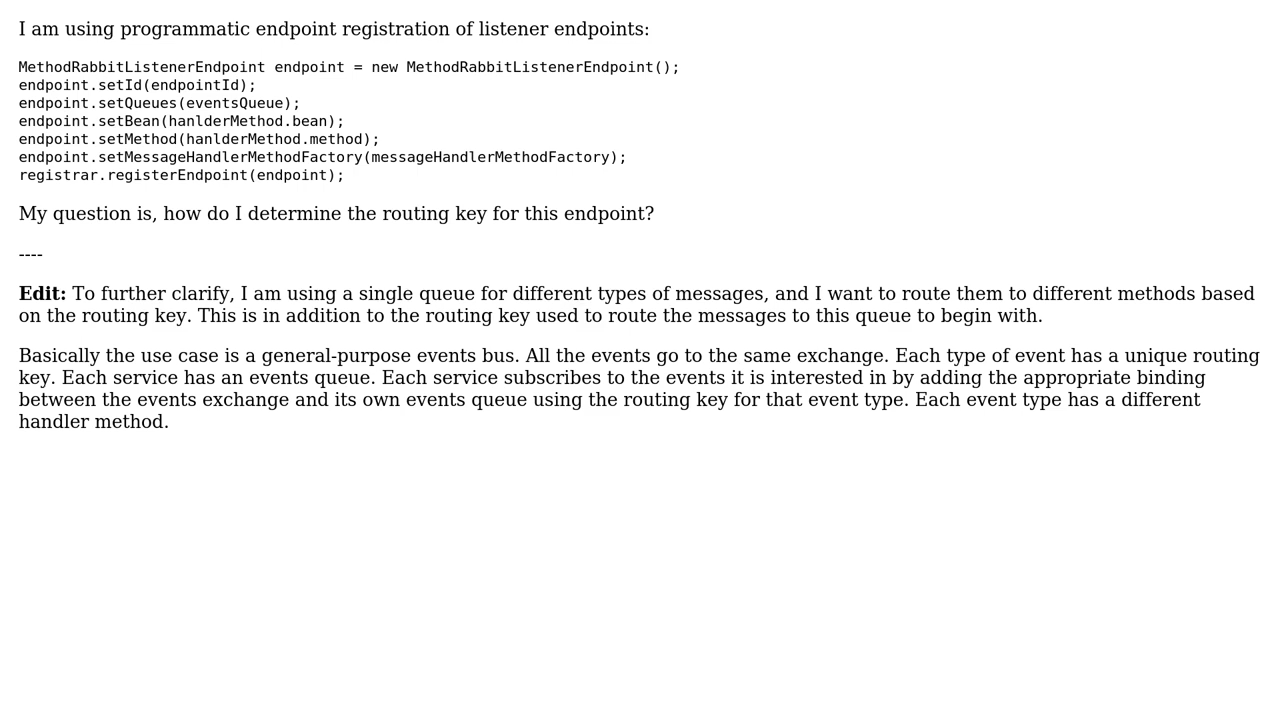 I am using programmatic endpoint registration of listener endpoints:
MethodRabbitListenerEndpoint endpoint = new MethodRabbitListenerEndpoint();
endpoint.setId(endpointId);
endpoint.setQueues(eventsQueue);
endpoint.setBean(hanlderMethod.bean);
endpoint.setMethod(hanlderMethod.method);
endpoint.setMessageHandlerMethodFactory(messageHandlerMethodFactory);
registrar.registerEndpoint(endpoint);
My question is, how do I determine the routing key for this endpoint?
----
Edit: To further clarify, I am using a single queue for different types of messages, and I want to route them to different methods based
on the routing key. This is in addition to the routing key used to route the messages to this queue to begin with.
Basically the use case is a general-purpose events bus. All the events go to the same exchange. Each type of event has a unique routing
key. Each service has an events queue. Each service subscribes to the events it is interested in by adding the appropriate binding
between the events exchange and its own events queue using the routing key for that event type. Each event type has a different
handler method.